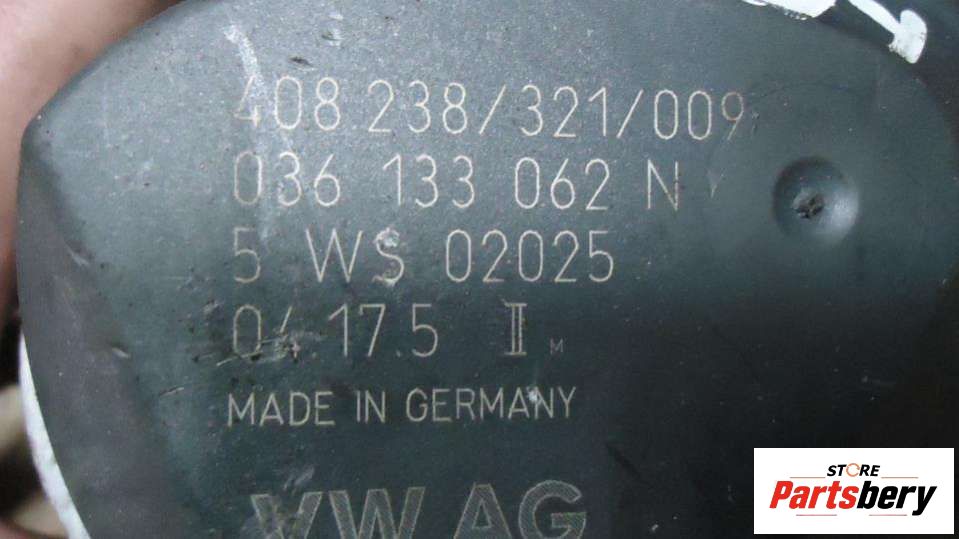 408 238/321/009
036 133 062 N
5 WS 02025
04.17.5 II M
MADE IN GERMANY
VW AG
STORE
Partsbery